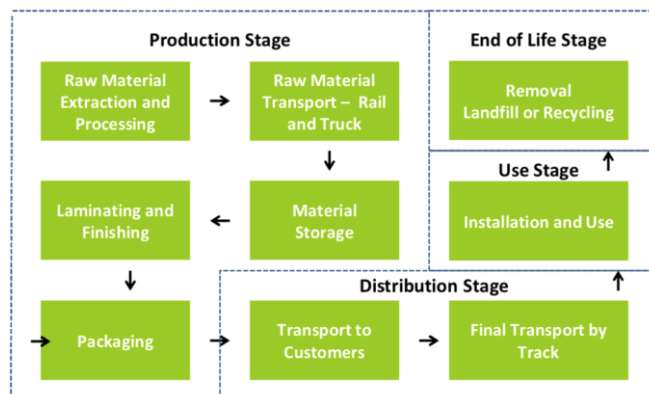 Production Stage
End of Life Stage
Raw Material
Extraction and
Processing
Raw Material
Transport – Rail
and Truck
Removal
Landfill or Recycling
Use Stage
Laminating and
Finishing
Material
Storage
Installation and Use
Distribution Stage
Packaging
Transport to
Customers
Final Transport by
Track